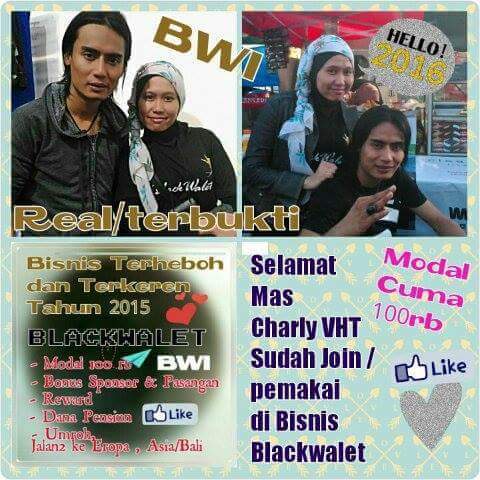 BWI
HELLO!
2016
BlackWalet
Real/terbukti
Bisnis Terheboh
dan Terkeren
Tahun 2015
BLACKWALET
- Modal 100 rb
BWI
- Bonus Sponsor & Pasangan
- Reward
- Dana Pension
Like
- Umroh,
Jalan2 ke Eropa , Asia/Bali
Selamat
Mas
Charly VHT
Sudah Join /
pemakai
di Bisnis
Blackwalet
Modal
Cuma
100rb
Like